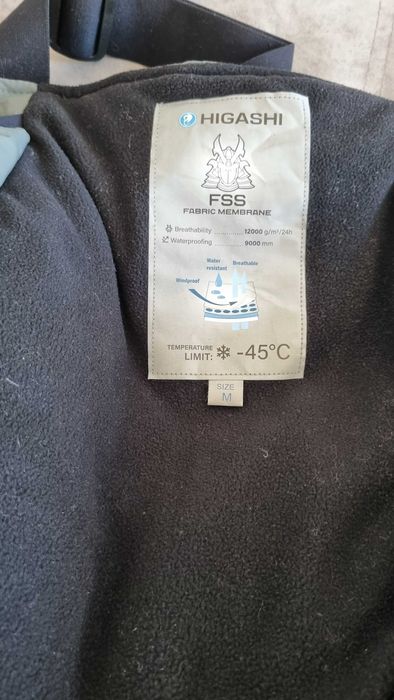 HIGASHI
FSS
FABRIC MEMBRANE
Breathability 12000 g/m²/24h
Waterproofing 9000 mm
Water resistant
Breathable
Windproof
TEMPERATURE
LIMIT: -45°C
SIZE
M